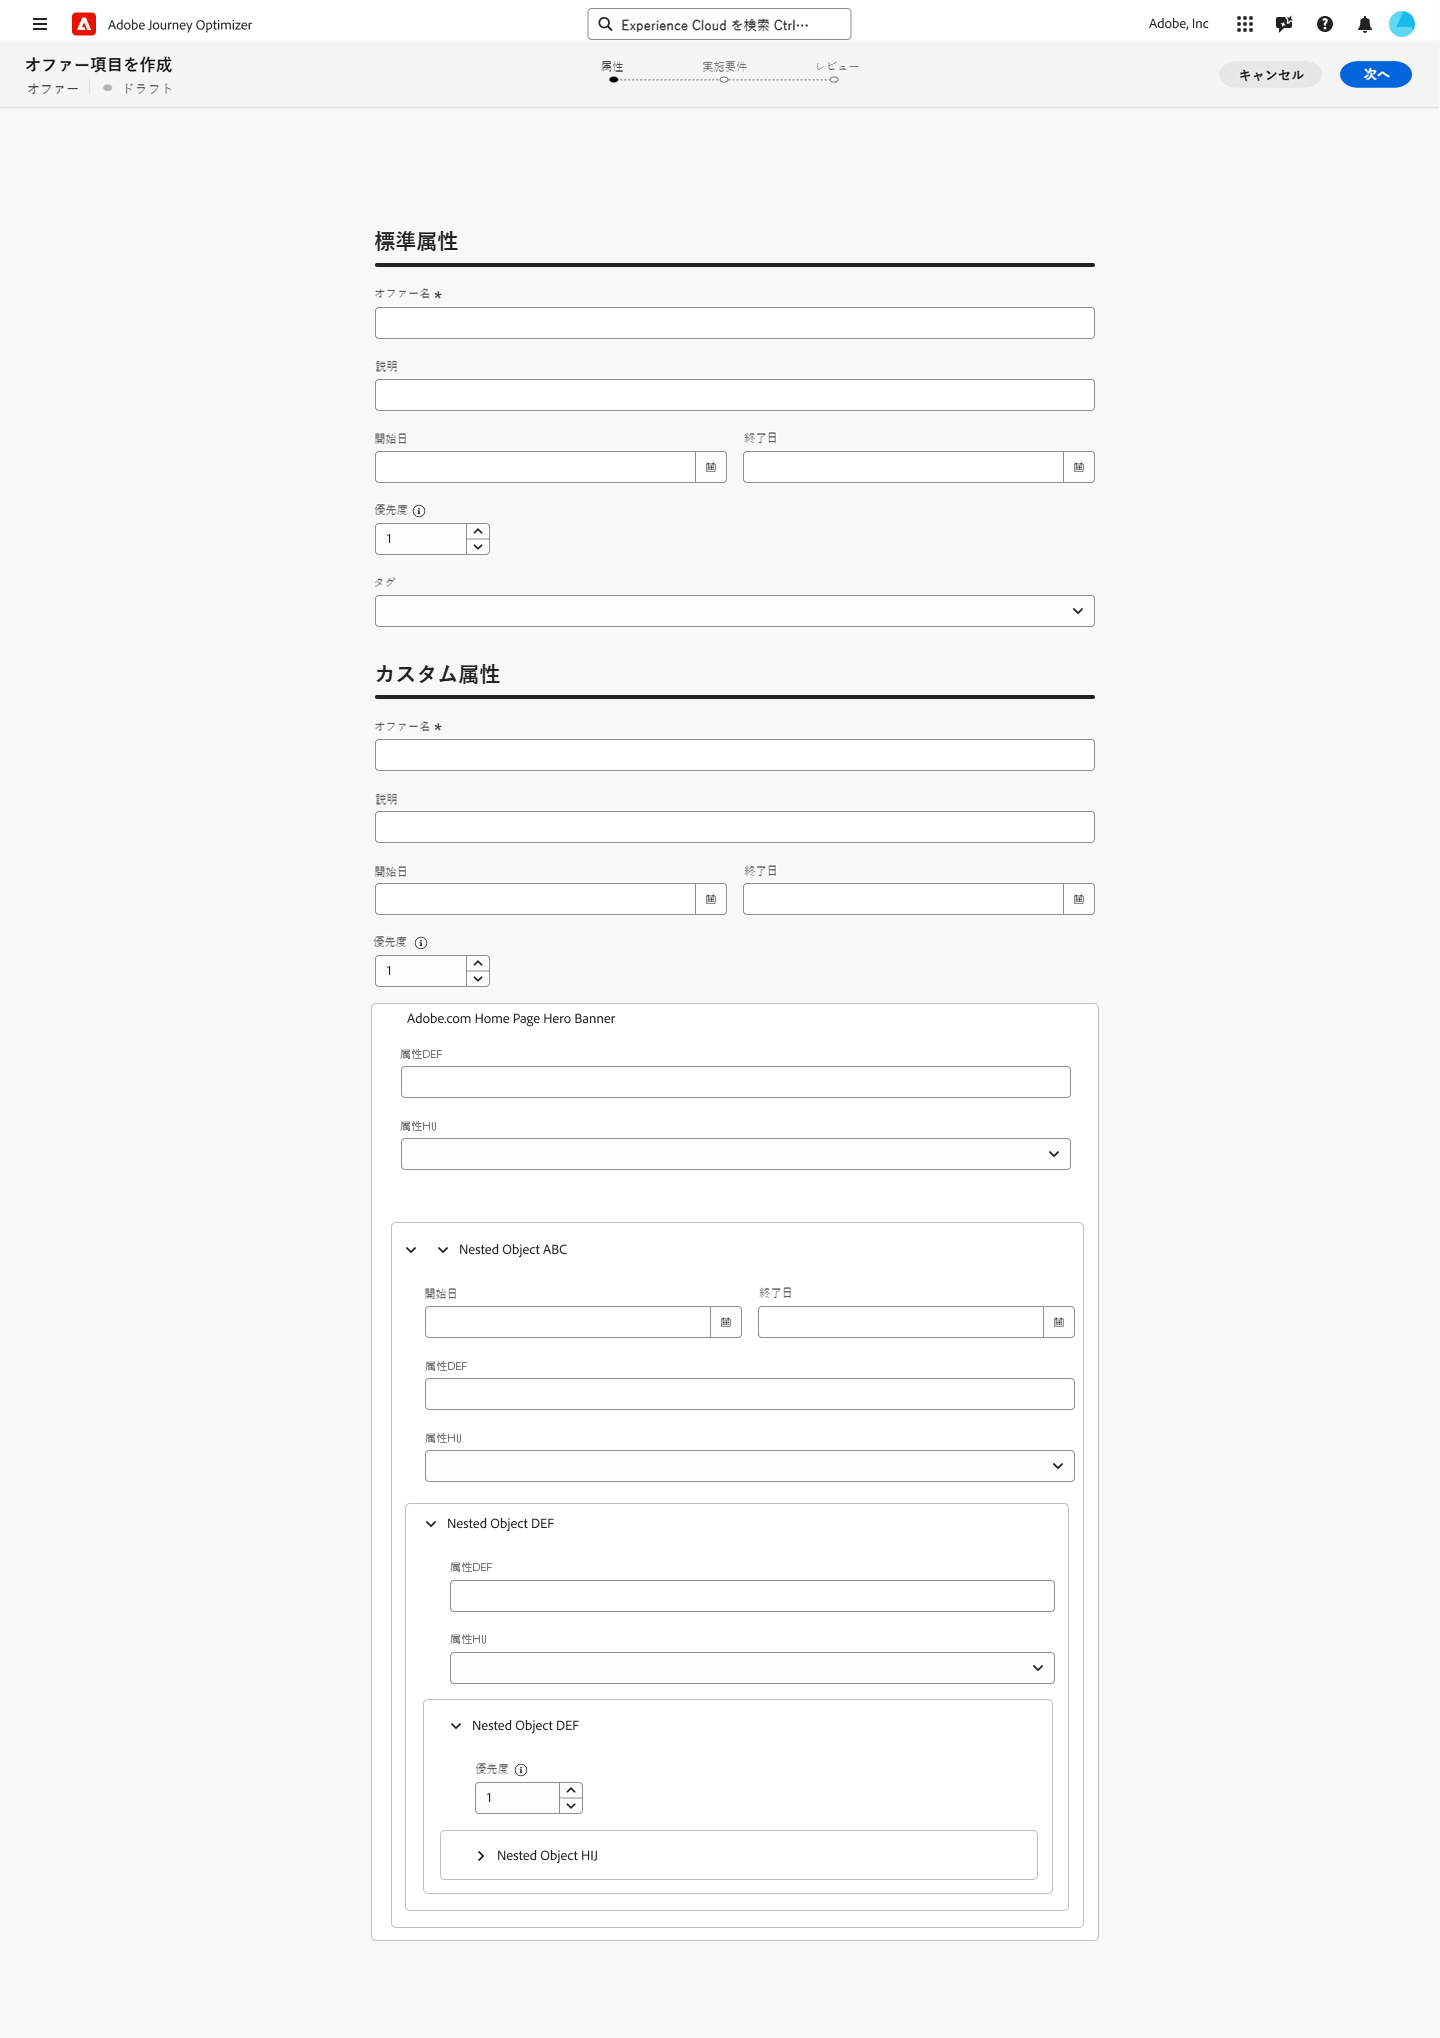 Adobe Journey Optimizer
Experience Cloud を検索 Ctrl…
Adobe, Inc
オファー項目を作成
オファー
ドラフト
属性
実施要件
レビュー
キャンセル
次へ
標準属性
オファー名 *
説明
開始日
終了日
優先度
1
タグ
カスタム属性
オファー名 *
説明
開始日
終了日
優先度
1
Adobe.com Home Page Hero Banner
属性DEF
属性HIJ
Nested Object ABC
開始日
終了日
属性DEF
属性HIJ
Nested Object DEF
属性DEF
属性HIJ
Nested Object DEF
優先度
1
Nested Object HIJ